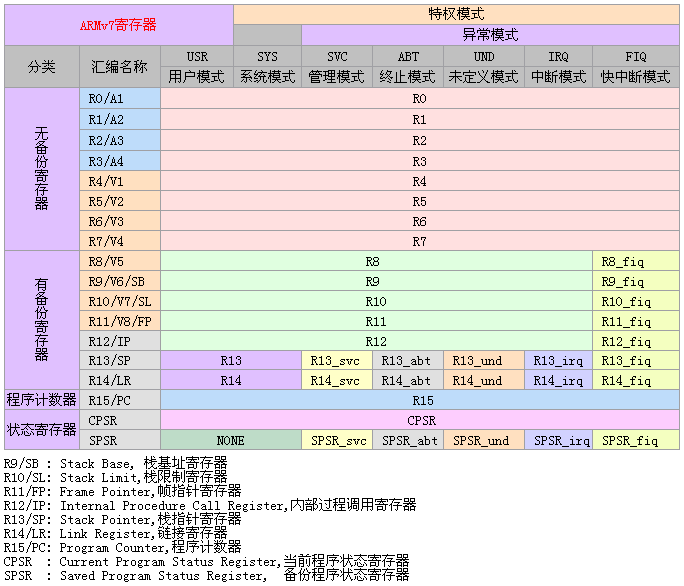 ARMv7寄存器 特权模式
异常模式
分类 汇编名称 USR SYS SVC ABT UND IRQ FIQ
用户模式 系统模式 管理模式 终止模式 未定义模式 中断模式 快中断模式
无备份寄存器
R0/A1 R0
R1/A2 R1
R2/A3 R2
R3/A4 R3
R4/V1 R4
R5/V2 R5
R6/V3 R6
R7/V4 R7
有备份寄存器
R8/V5 R8 R8_fiq
R9/V6/SB R9 R9_fiq
R10/V7/SL R10 R10_fiq
R11/V8/FP R11 R11_fiq
R12/IP R12 R12_fiq
R13/SP R13 R13_svc R13_abt R13_und R13_irq R13_fiq
R14/LR R14 R14_svc R14_abt R14_und R14_irq R14_fiq
程序计数器 R15/PC R15
状态寄存器 CPSR CPSR
SPSR NONE SPSR_svc SPSR_abt SPSR_und SPSR_irq SPSR_fiq
R9/SB : Stack Base, 栈基址寄存器
R10/SL: Stack Limit,栈限制寄存器
R11/FP: Frame Pointer,帧指针寄存器
R12/IP: Internal Procedure Call Register,内部过程调用寄存器
R13/SP: Stack Pointer,栈指针寄存器
R14/LR: Link Register,链接寄存器
R15/PC: Program Counter,程序计数器
CPSR : Current Program Status Register,当前程序状态寄存器
SPSR : Saved Program Status Register, 备份程序状态寄存器